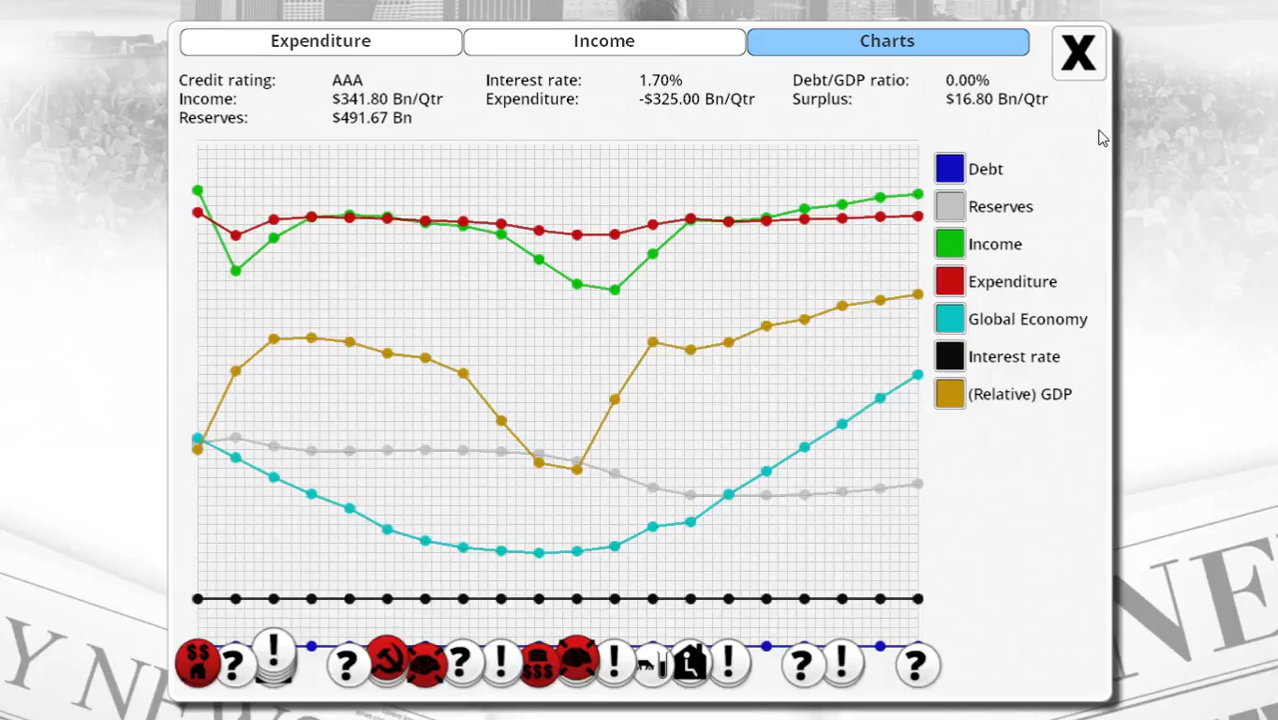 Expenditure
Income
Charts
X
Credit rating: AAA Interest rate: 1.70% Debt/GDP ratio: 0.00%
Income: $341.80 Bn/Qtr Expenditure: -$325.00 Bn/Qtr Surplus: $16.80 Bn/Qtr
Reserves: $491.67 Bn
Debt
Reserves
Income
Expenditure
Global Economy
Interest rate
(Relative) GDP
$$
?
!
?
?
!
$$$
!
!
?
!
?
Y NEWS
NE